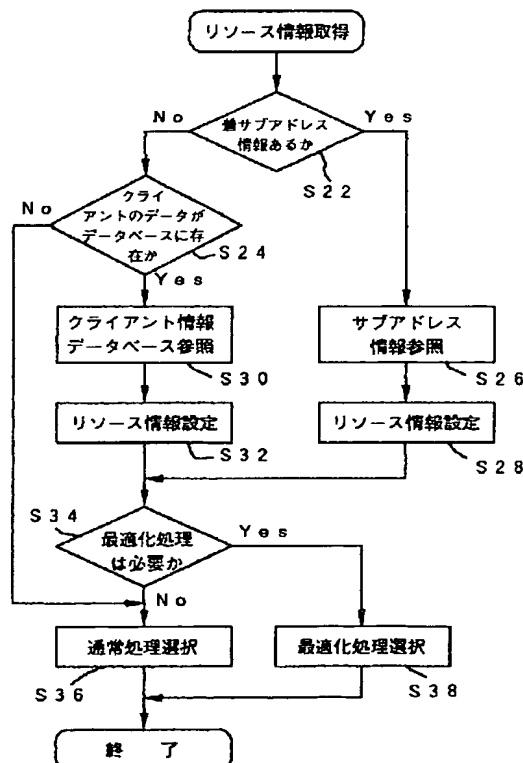 リソース情報取得
No
Yes
着サブアドレス
情報あるか
S22
No
クライ
アントのデータが
データベースに存
在か
S24
Yes
クライアント情報
データベース参照
S30
サブアドレス
情報参照
S26
リソース情報設定
S32
リソース情報設定
S28
S34
最適化処理
は必要か
Yes
No
通常処理選択
S36
最適化処理選択
S38
終 了